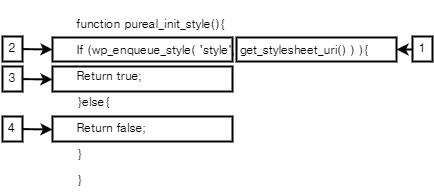 function pureal_init_style(){
2 If (wp_enqueue_style( 'style' get_stylesheet_uri() ) ){ 1
3 Return true;
}else{
4 Return false;
}
}